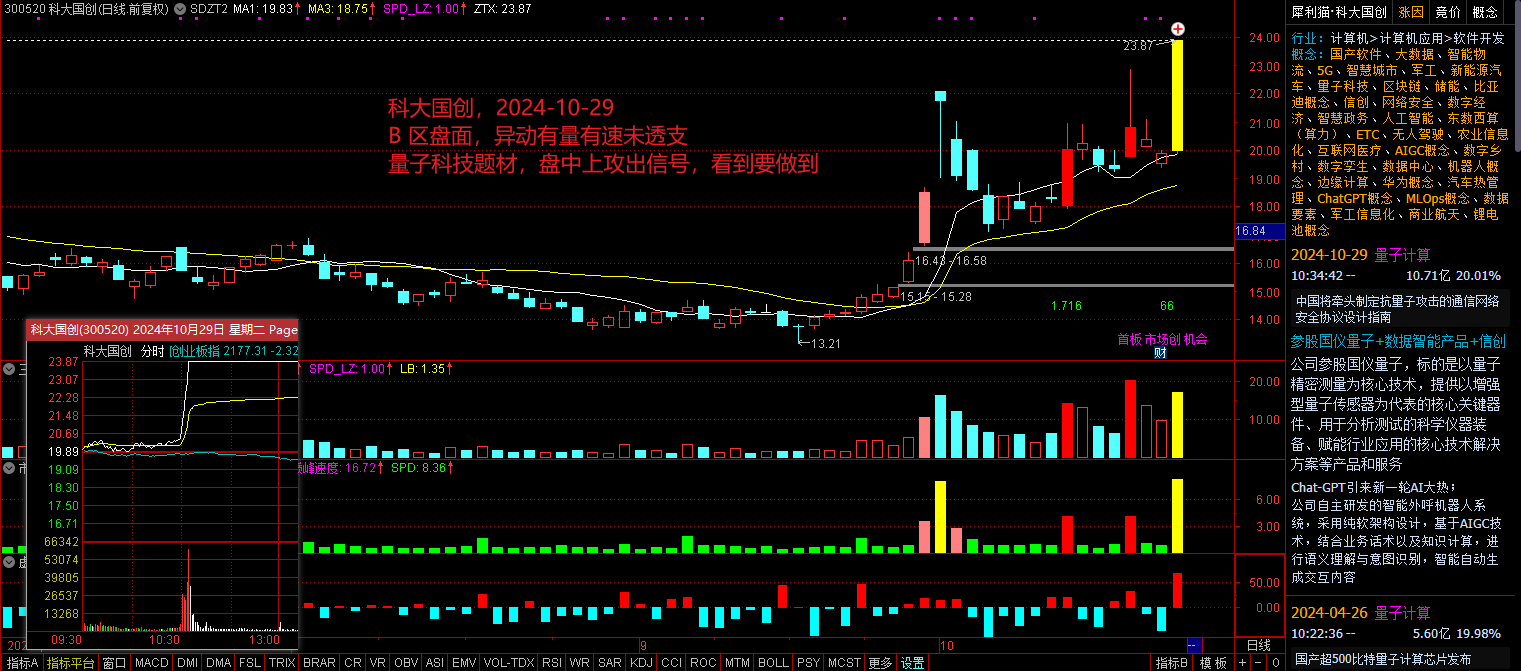 300520 科大国创(日线.前复权) SDZT2 MA1: 19.83↑ MA3: 18.75↑ SPD_LZ: 1.00↑ ZTX: 23.87
科大国创，2024-10-29
B 区盘面，异动有量有速未透支
量子科技题材，盘中上攻出信号，看到要做到
23.87
16.43 - 16.58
15.15 - 15.28
13.21
1.716
66
首板 市场创 机会
财
24.00
23.00
22.00
21.00
20.00
19.00
18.00
16.84
16.00
15.00
14.00
科大国创(300520) 2024年10月29日 星期二 Page
科大国创 分时 创业板指 2177.31 -2.32
23.87
23.07
22.28
21.48
20.69
19.89
19.09
18.30
17.50
16.71
66342
53074
39805
26537
13268
09:30
10:30
13:00
SPD_LZ: 1.00↑ LB: 1.35↑
20.00
10.00
巅峰速度: 16.72↑ SPD: 8.36↑
6.00
3.00
50.00
0.00
202
9
10
日线
指标A 指标平台 窗口 MACD DMI DMA FSL TRIX BRAR CR VR OBV ASI EMV VOL-TDX RSI WR SAR KDJ CCI ROC MTM BOLL PSY MCST 更多 设置
指标B 模板 + - 0
犀利猫·科大国创 涨因 竞价 概念
行业：计算机>计算机应用>软件开发
概念：国产软件、大数据、智能物
流、5G、智慧城市、军工、新能源汽
车、量子科技、区块链、储能、比亚
迪概念、信创、网络安全、数字经
济、智慧政务、人工智能、东数西算
（算力）、ETC、无人驾驶、农业信息
化、互联网医疗、AIGC概念、数字乡
村、数字孪生、数据中心、机器人概
念、边缘计算、华为概念、汽车热管
理、ChatGPT概念、MLOps概念、数据
要素、军工信息化、商业航天、锂电
池概念
2024-10-29 量子计算
10:34:42 -- 10.71亿 20.01%
中国将牵头制定抗量子攻击的通信网络
安全协议设计指南
参股国仪量子+数据智能产品+信创
公司参股国仪量子，标的是以量子
精密测量为核心技术，提供以增强
型量子传感器为代表的核心关键器
件、用于分析测试的科学仪器装
备、赋能行业应用的核心技术解决
方案等产品和服务
Chat-GPT引来新一轮AI大热；
公司自主研发的智能外呼机器人系
统，采用纯软架构设计，基于AIGC技
术，结合业务话术以及知识计算，进
行语义理解与意图识别，智能自动生
成交互内容
2024-04-26 量子计算
10:22:36 -- 5.60亿 19.98%
国产超500比特量子计算芯片发布